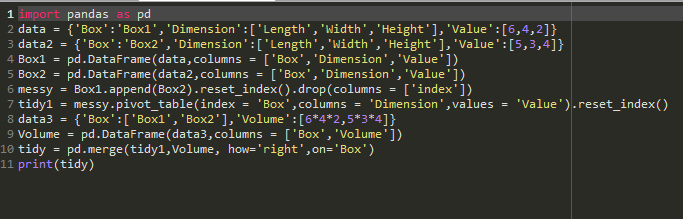 1 import pandas as pd
2 data = {'Box':'Box1','Dimension':['Length','Width','Height'],'Value':[6,4,2]}
3 data2 = {'Box':'Box2','Dimension':['Length','Width','Height'],'Value':[5,3,4]}
4 Box1 = pd.DataFrame(data,columns = ['Box','Dimension','Value'])
5 Box2 = pd.DataFrame(data2,columns = ['Box','Dimension','Value'])
6 messy = Box1.append(Box2).reset_index().drop(columns = ['index'])
7 tidy1 = messy.pivot_table(index = 'Box',columns = 'Dimension',values = 'Value').reset_index()
8 data3 = {'Box':['Box1','Box2'],'Volume':[6*4*2,5*3*4]}
9 Volume = pd.DataFrame(data3,columns = ['Box','Volume'])
10 tidy = pd.merge(tidy1,Volume, how='right',on='Box')
11 print(tidy)